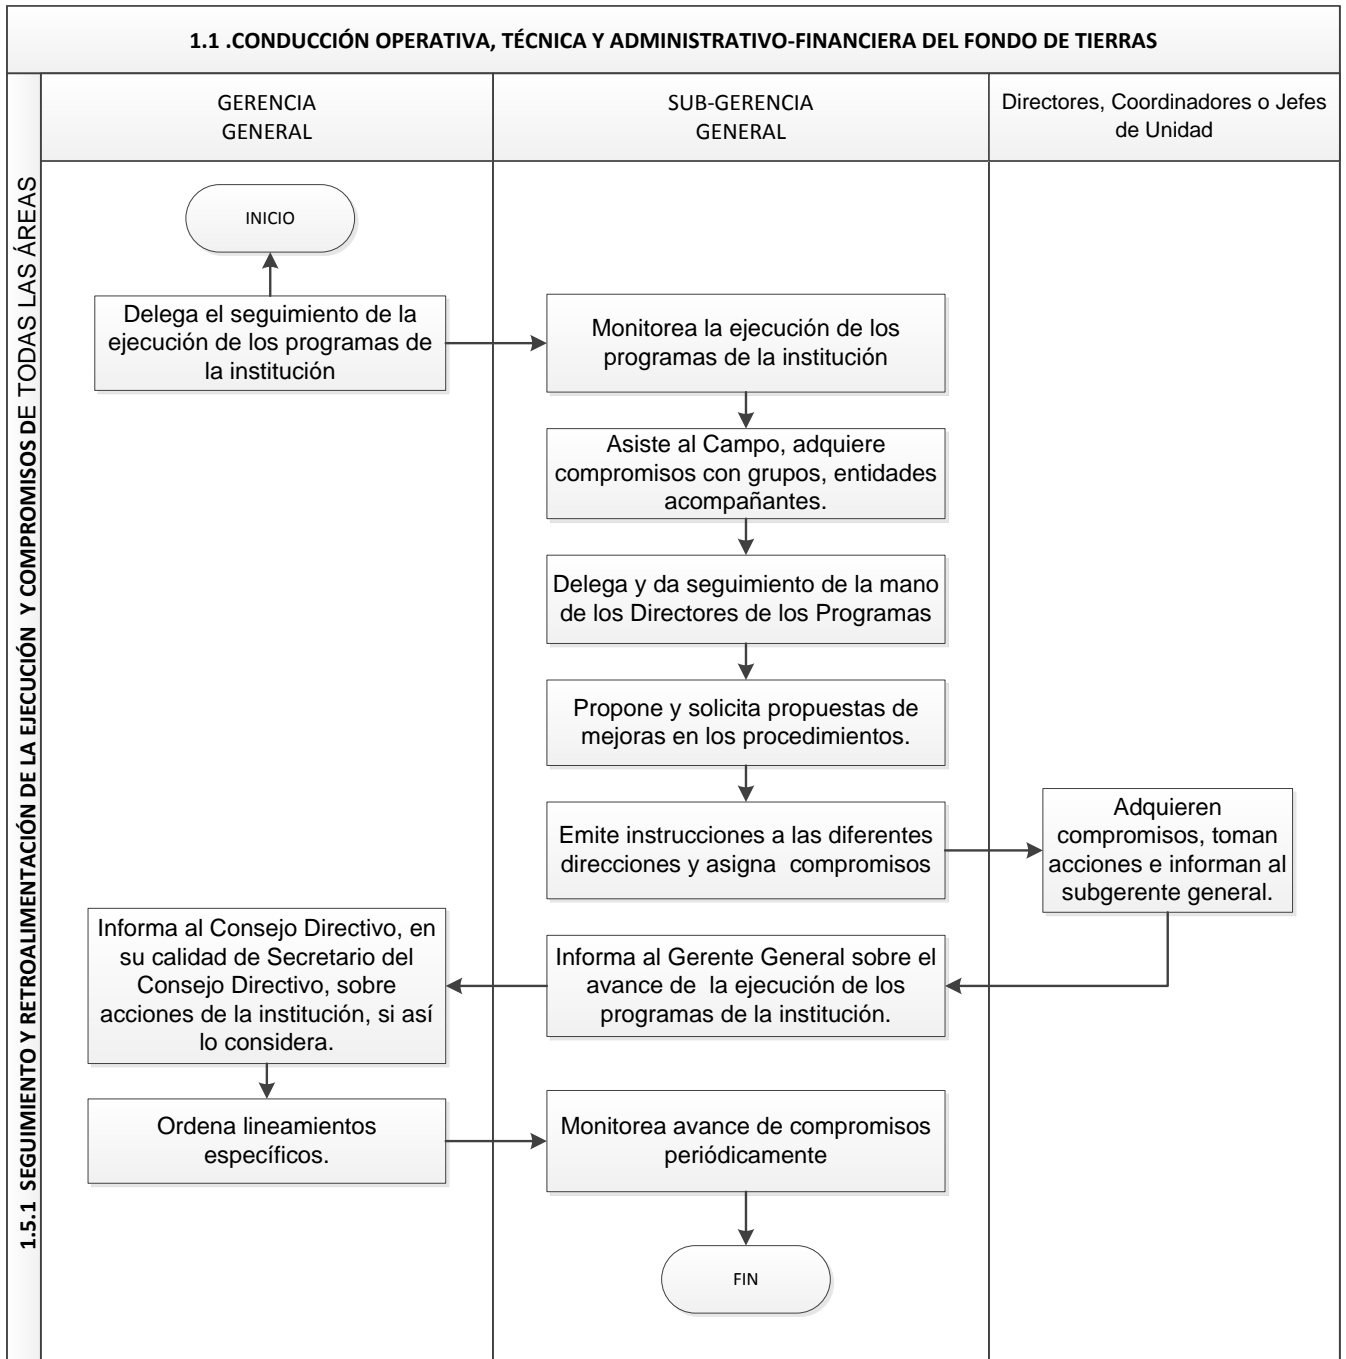 1.1 .CONDUCCIÓN OPERATIVA, TÉCNICA Y ADMINISTRATIVO-FINANCIERA DEL FONDO DE TIERRAS
1.5.1 SEGUIMIENTO Y RETROALIMENTACIÓN DE LA EJECUCIÓN Y COMPROMISOS DE TODAS LAS ÁREAS
GERENCIA
GENERAL
SUB-GERENCIA
GENERAL
Directores, Coordinadores o Jefes
de Unidad
INICIO
Delega el seguimiento de la
ejecución de los programas de
la institución
Monitorea la ejecución de los
programas de la institución
Asiste al Campo, adquiere
compromisos con grupos, entidades
acompañantes.
Delega y da seguimiento de la mano
de los Directores de los Programas
Propone y solicita propuestas de
mejoras en los procedimientos.
Emite instrucciones a las diferentes
direcciones y asigna compromisos
Adquieren
compromisos, toman
acciones e informan al
subgerente general.
Informa al Gerente General sobre el
avance de la ejecución de los
programas de la institución.
Informa al Consejo Directivo, en
su calidad de Secretario del
Consejo Directivo, sobre
acciones de la institución, si así
lo considera.
Ordena lineamientos
específicos.
Monitorea avance de compromisos
periódicamente
FIN